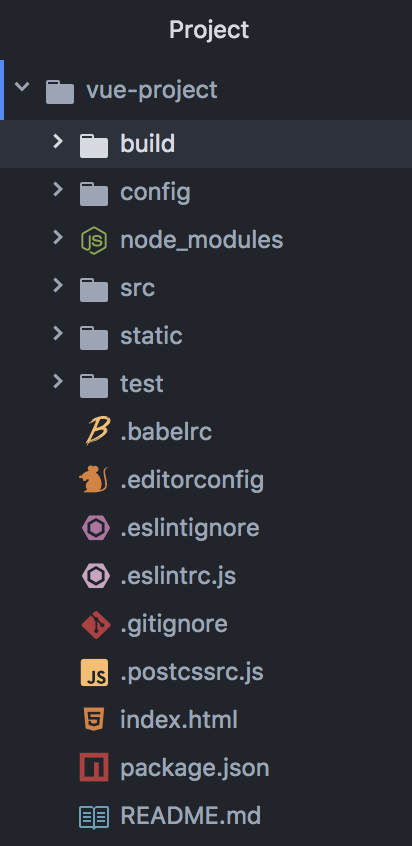 Project
vue-project
build
config
node_modules
src
static
test
.babelrc
.editorconfig
.eslintignore
.eslintrc.js
.gitignore
.postcssrc.js
index.html
package.json
README.md